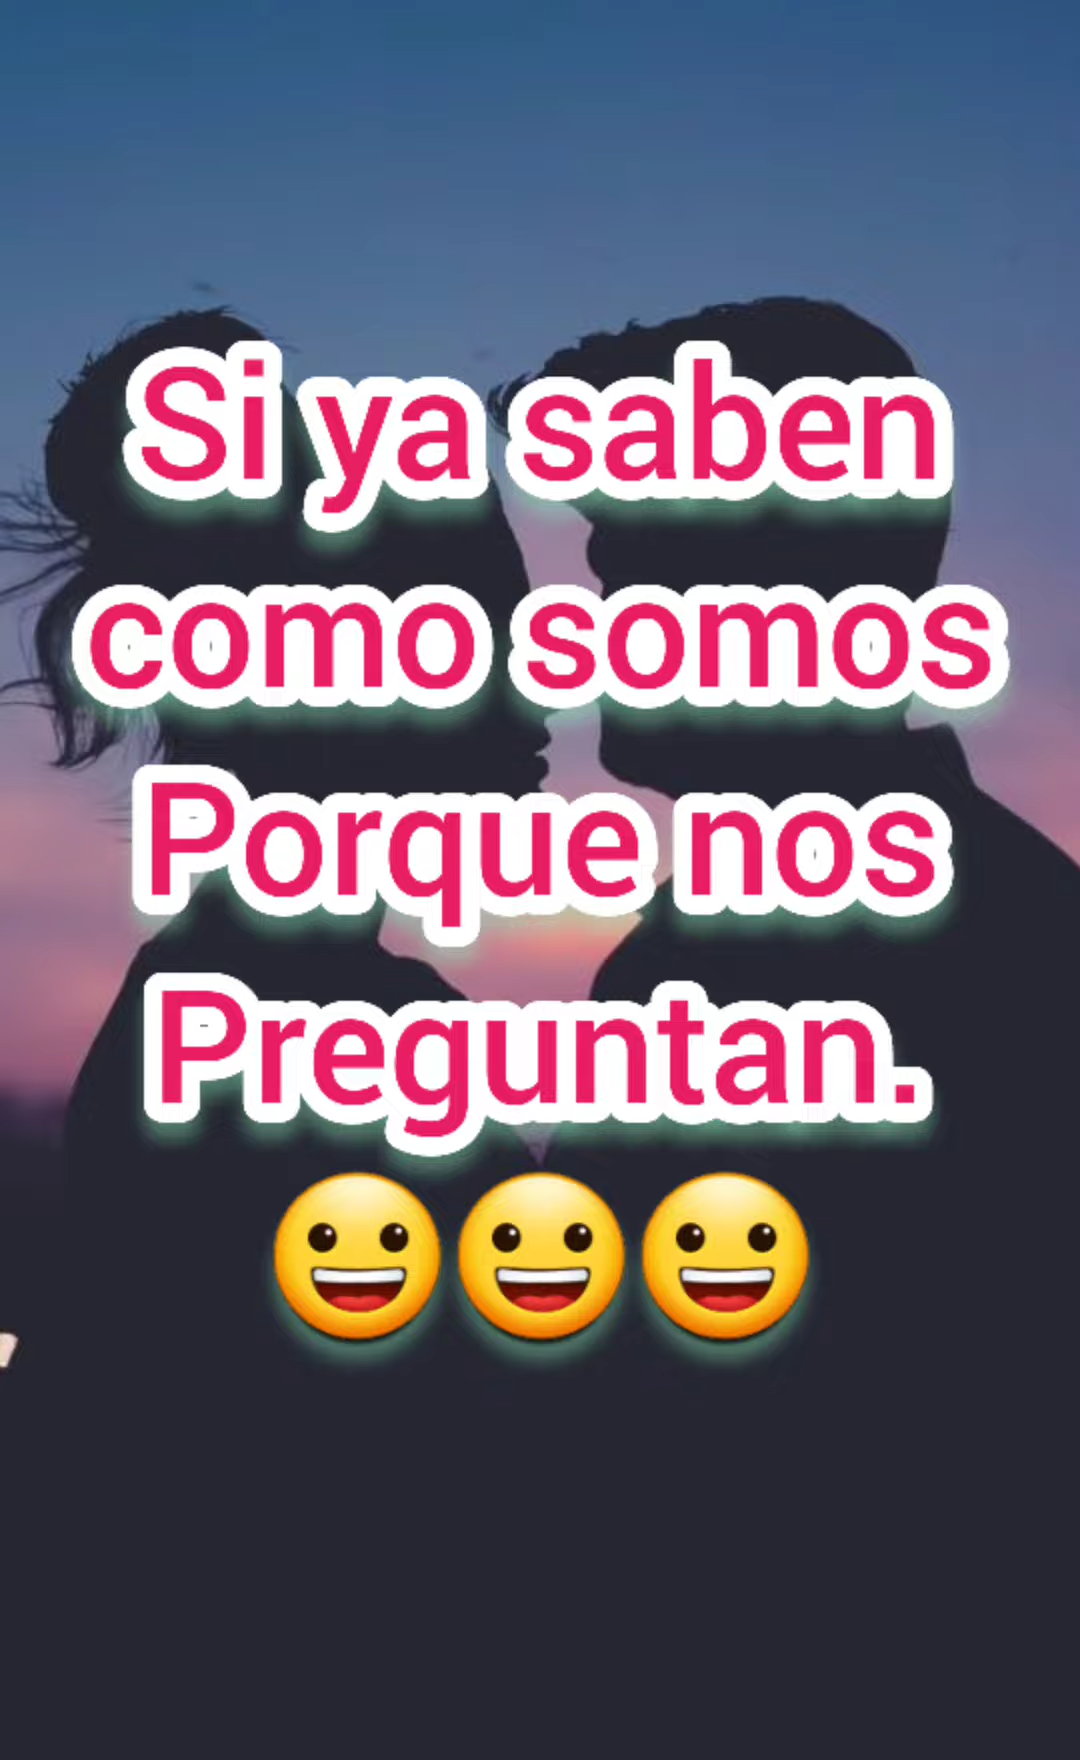 Si ya saben
como somos
Porque nos
Preguntan.
😀😀😀